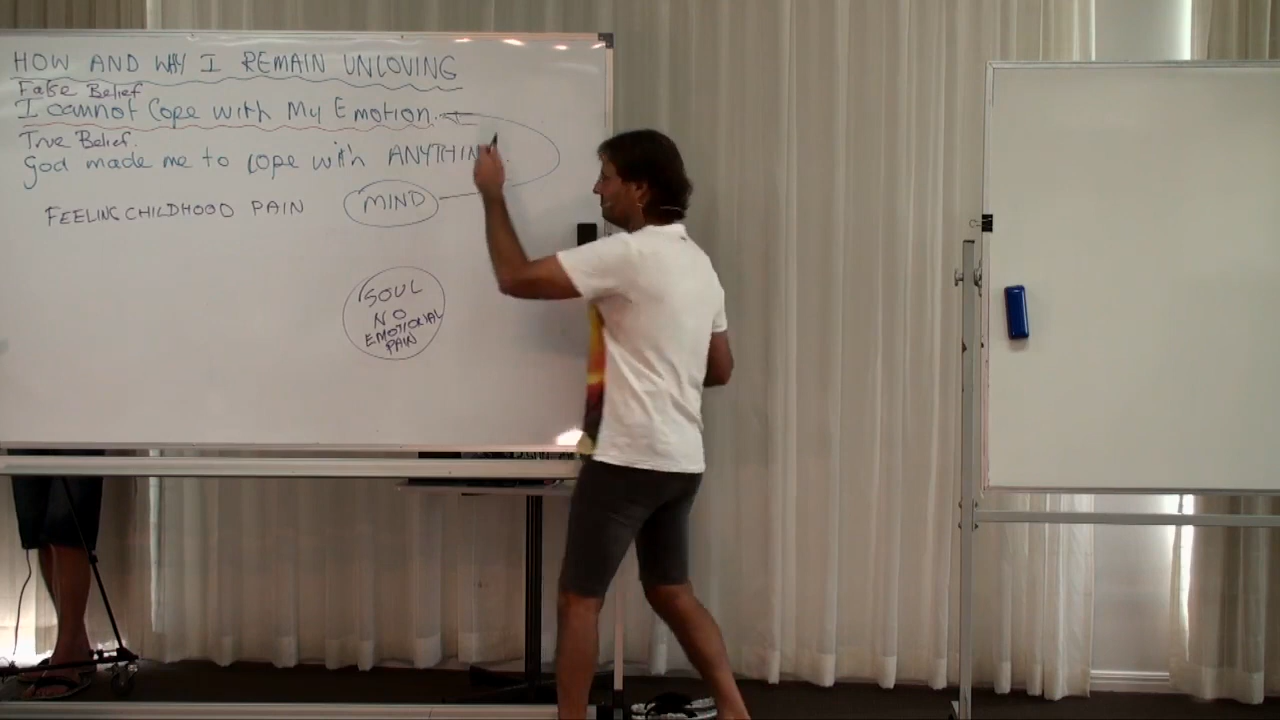 HOW AND WHY I REMAIN UNLOVING
False Belief
I cannot Cope with My Emotion.
True Belief.
God made me to cope with ANYTHIN
FEELING CHILDHOOD PAIN MIND
SOUL
NO
EMOTIONAL
PAIN